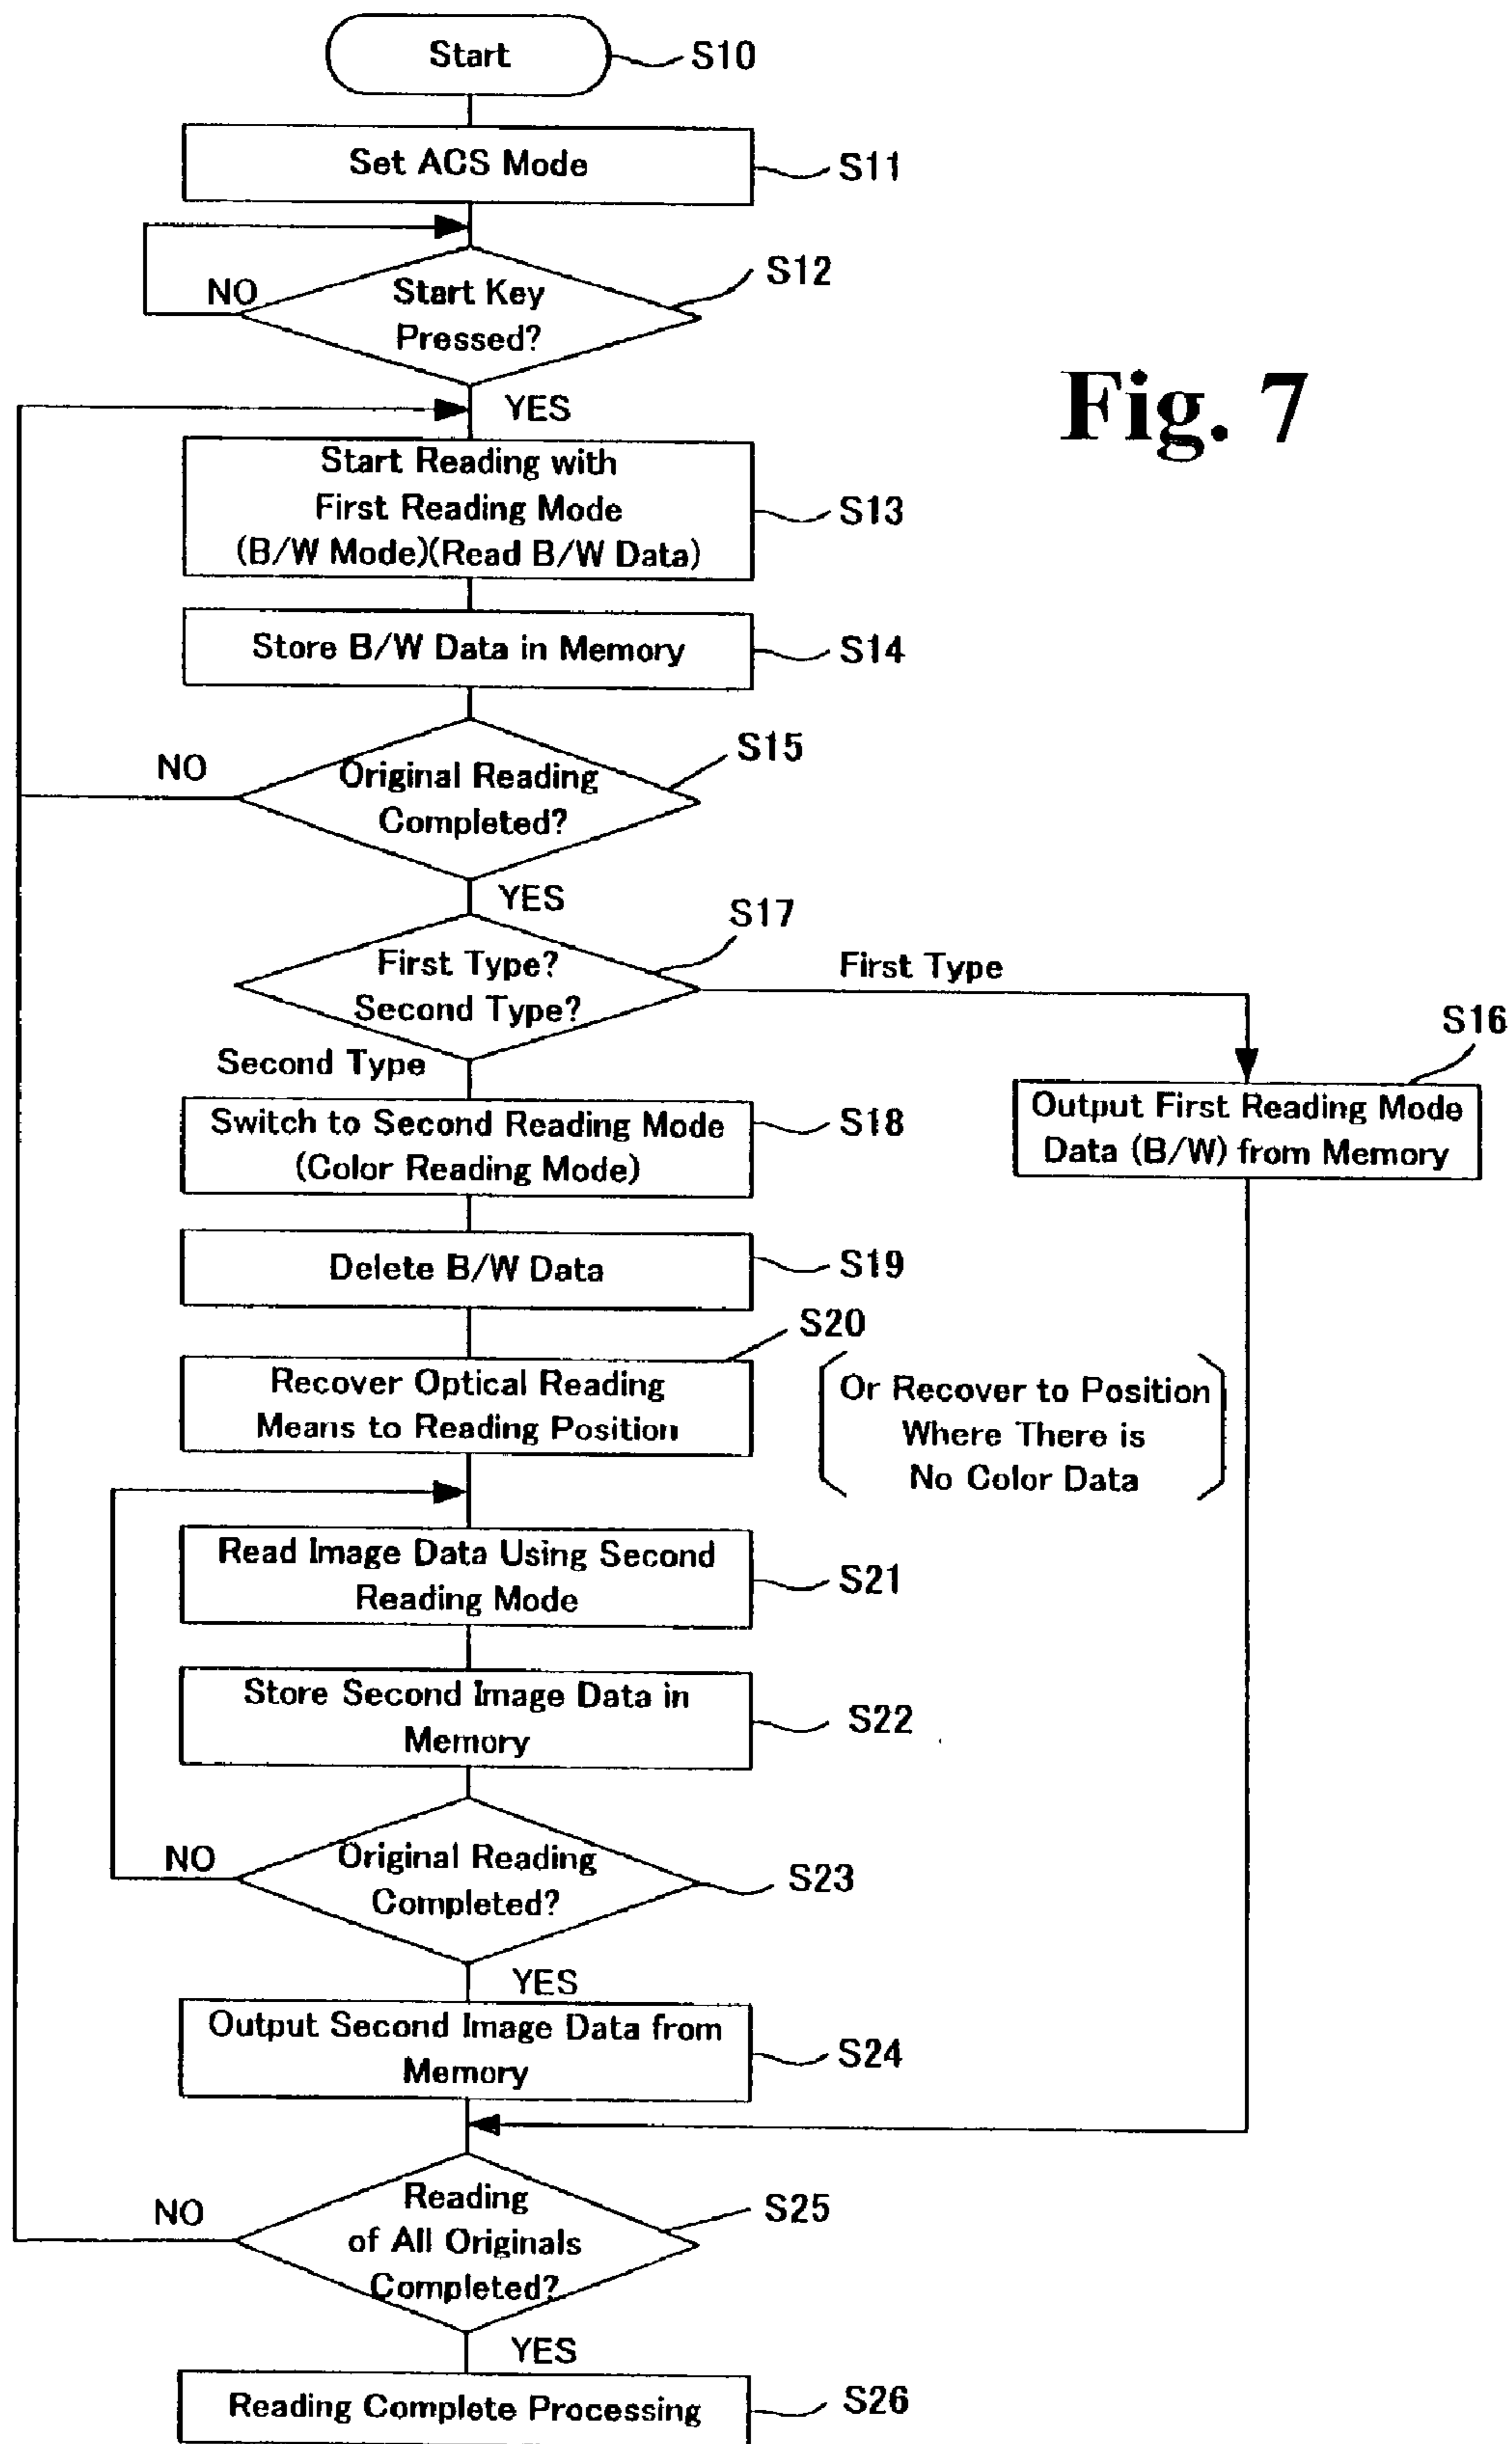 Start
S10
Set ACS Mode
S11
S12
NO
Start Key
Pressed?
YES
Fig. 7
Start Reading with
First Reading Mode
(B/W Mode)(Read B/W Data)
S13
Store B/W Data in Memory
S14
S15
NO
Original Reading
Completed?
YES
S17
First Type?
Second Type?
First Type
S16
Second Type
Output First Reading Mode
Data (B/W) from Memory
Switch to Second Reading Mode
(Color Reading Mode)
S18
Delete B/W Data
S19
S20
Recover Optical Reading
Means to Reading Position
(Or Recover to Position
Where There is
No Color Data)
Read Image Data Using Second
Reading Mode
S21
Store Second Image Data in
Memory
S22
NO
Original Reading
Completed?
S23
YES
Output Second Image Data from
Memory
S24
NO
Reading
of All Originals
Completed?
S25
YES
Reading Complete Processing
S26